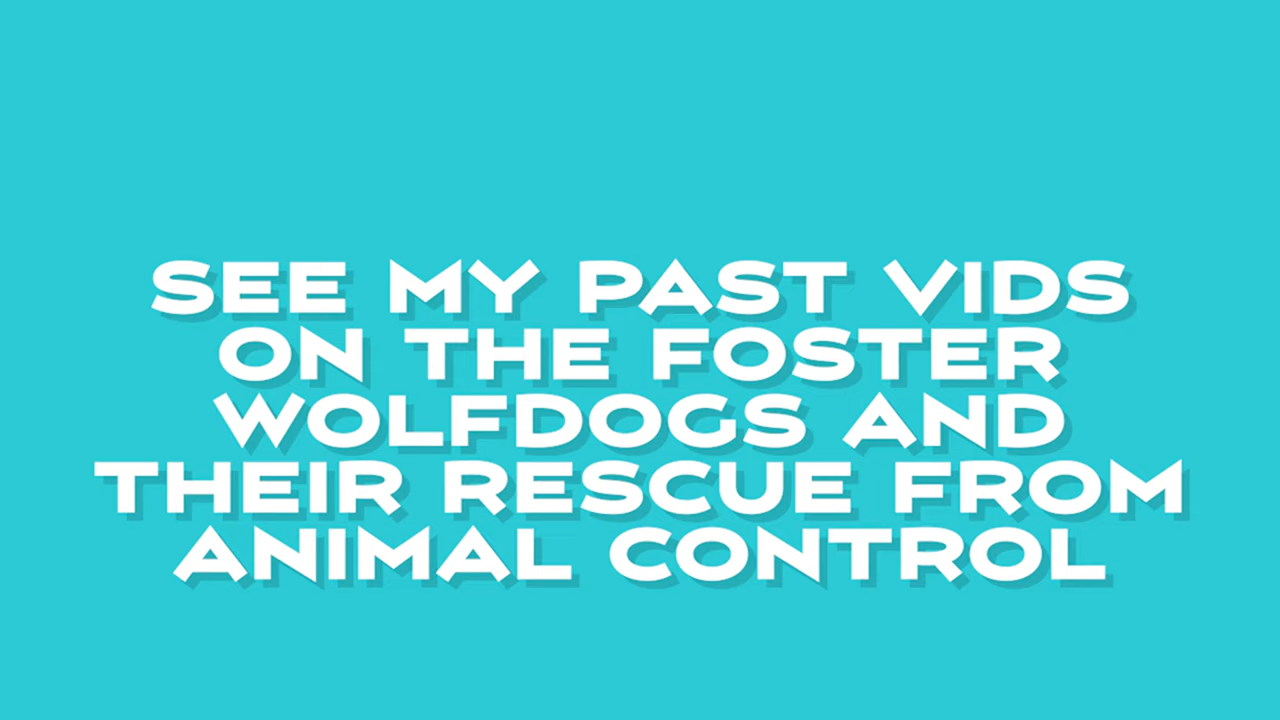 SEE MY PAST VIDS
ON THE FOSTER
WOLFDOGS AND
THEIR RESCUE FROM
ANIMAL CONTROL